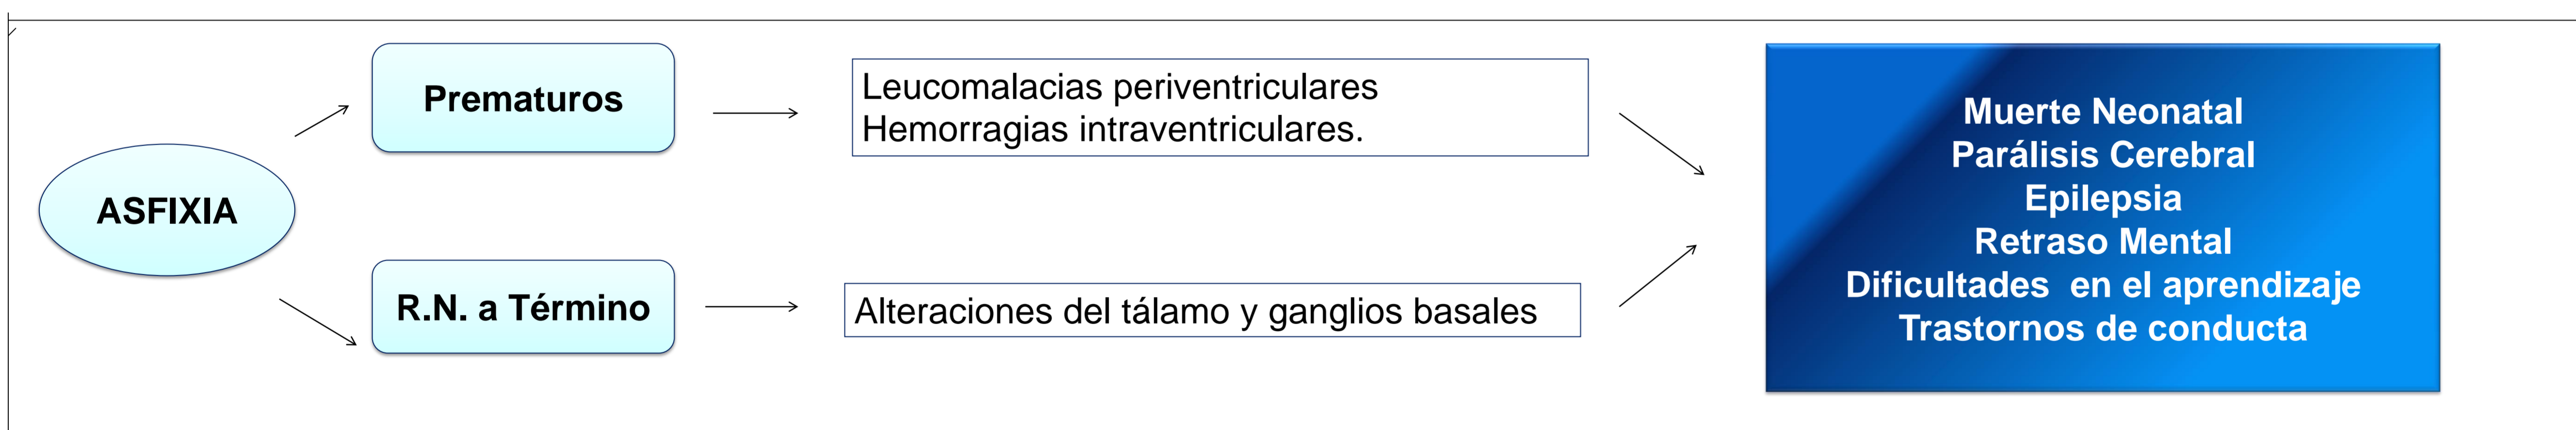 ASFIXIA
Prematuros
Leucomalacias periventriculares
Hemorragias intraventriculares.
R.N. a Término
Alteraciones del tálamo y ganglios basales
Muerte Neonatal
Parálisis Cerebral
Epilepsia
Retraso Mental
Dificultades  en el aprendizaje
Trastornos de conducta